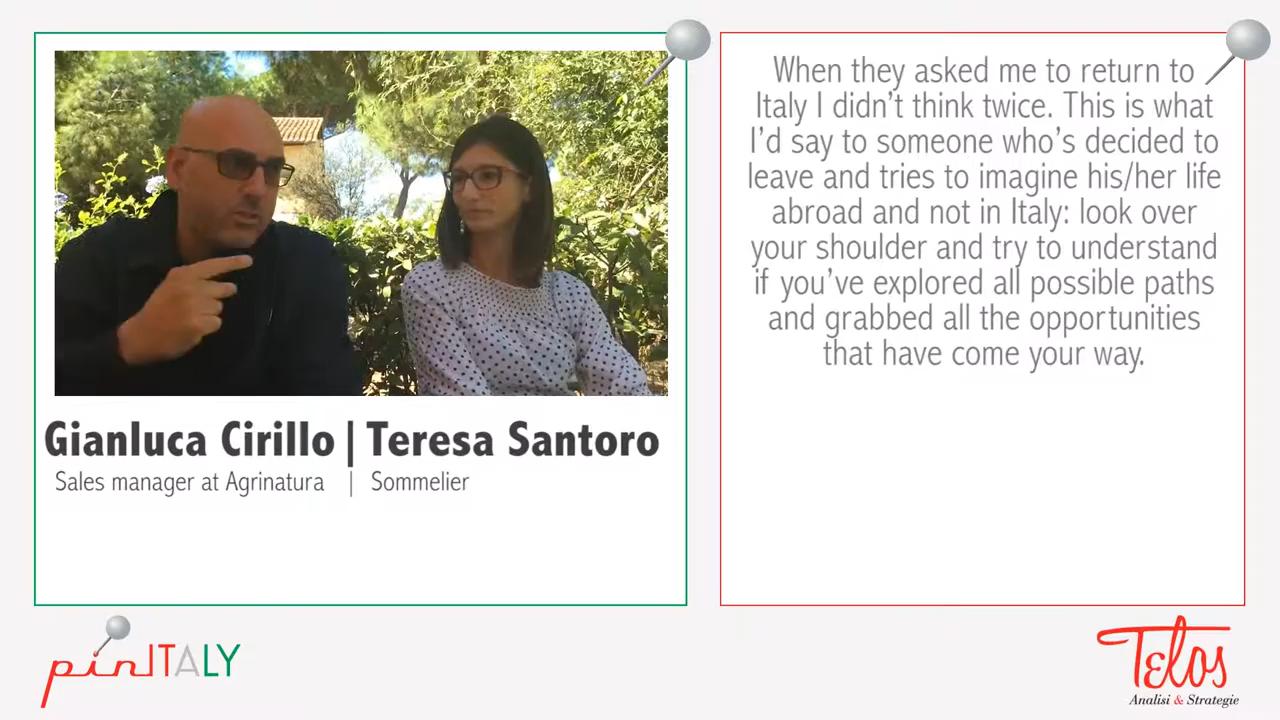 When they asked me to return to
Italy I didn't think twice. This is what
I'd say to someone who's decided to
leave and tries to imagine his/her life
abroad and not in Italy: look over
your shoulder and try to understand
if you've explored all possible paths
and grabbed all the opportunities
that have come your way.
Gianluca Cirillo | Teresa Santoro
Sales manager at Agrinatura | Sommelier
pinITALY
Telos
Analisi & Strategie